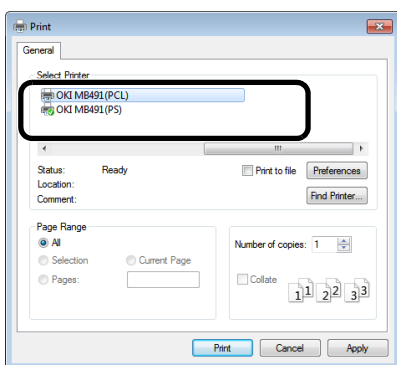 Print
General
Select Printer
OKI MB491(PCL)
OKI MB491(PS)
Status: Ready
Print to file
Preferences
Location:
Comment:
Find Printer...
Page Range
All
Selection
Current Page
Pages:
Number of copies: 1
Collate
1 1 2 2 3 3
Print Cancel Apply